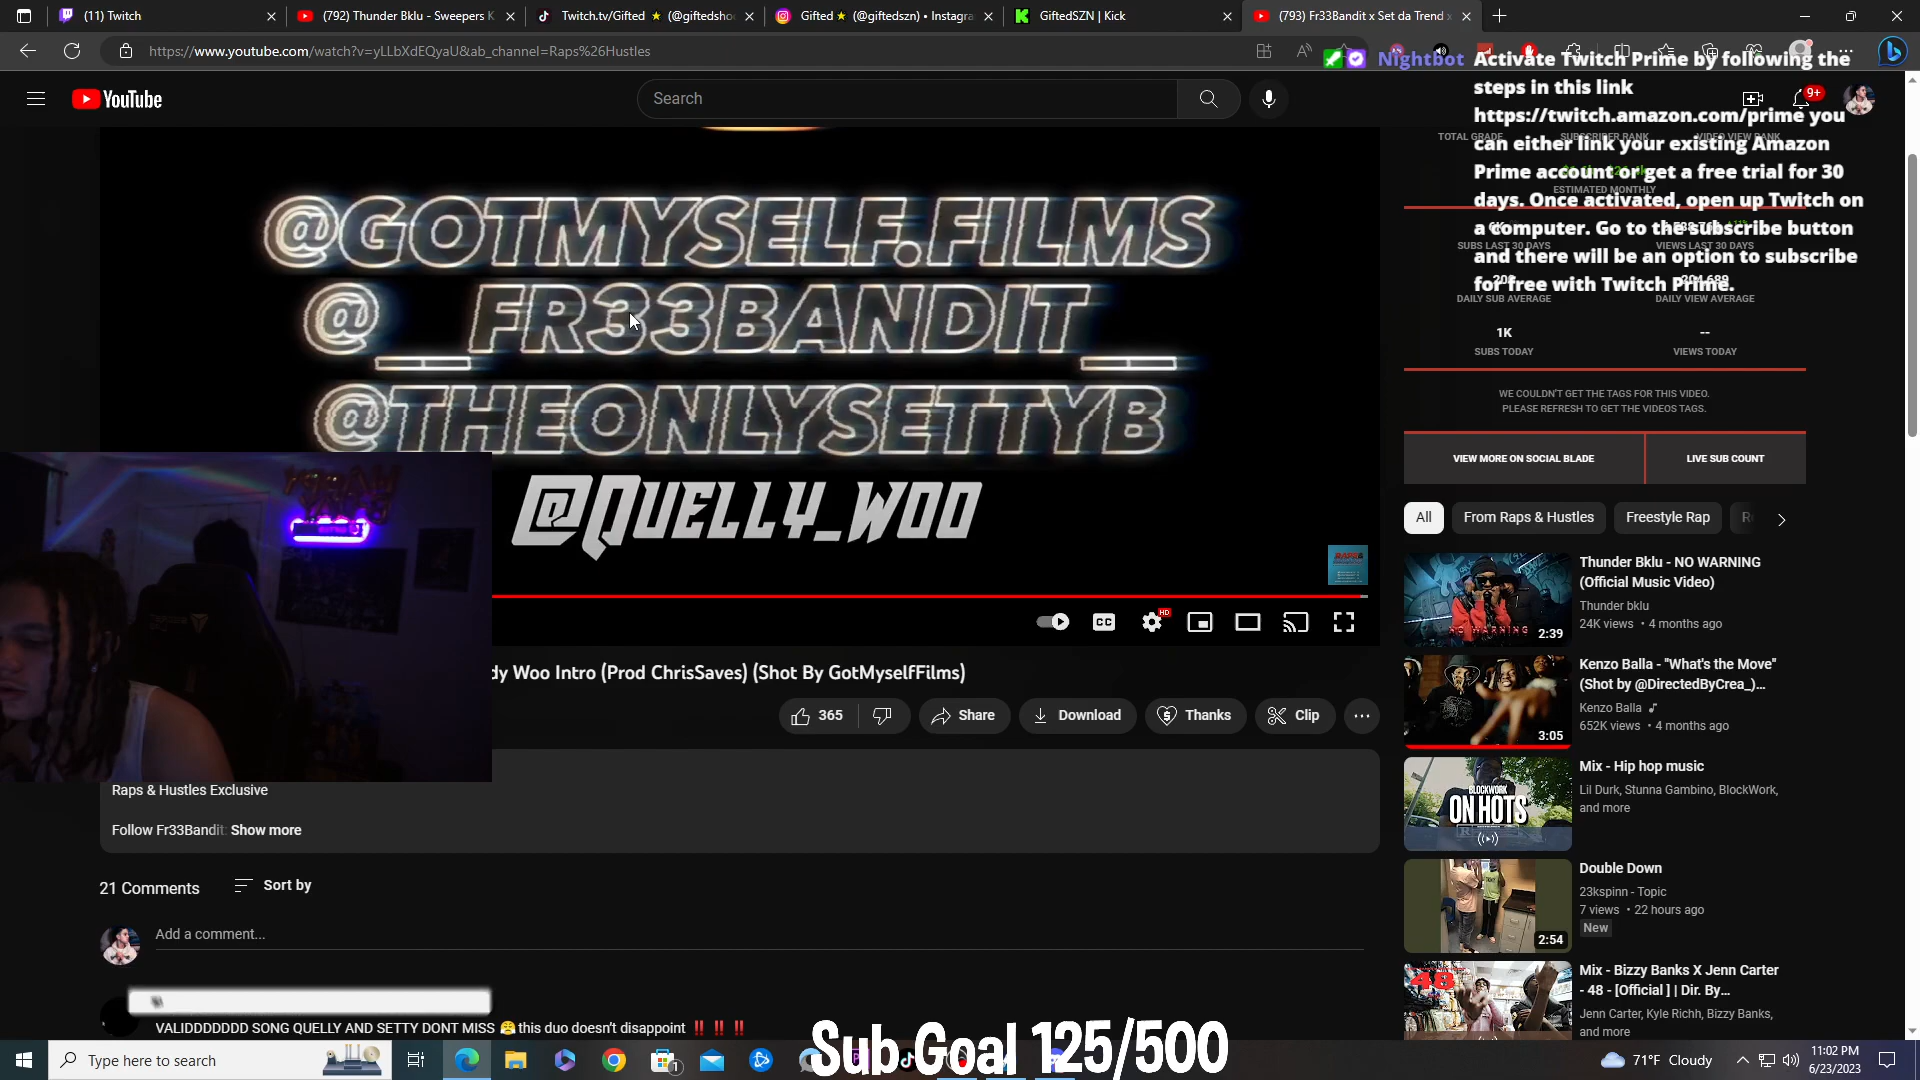 (11) Twitch
(792) Thunder Bklu - Sweepers K
Twitch.tv/Gifted ★ (@giftedsho
Gifted ★ (@giftedszn) • Instagra
GiftedSZN | Kick
(793) Fr33Bandit x Set da Trend x
https://www.youtube.com/watch?v=yLLbXdEQyaU&ab_channel=Raps%26Hustles
Nightbot Activate Twitch Prime by following the
steps in this link
https://twitch.amazon.com/prime you
can either link your existing Amazon
Prime account or get a free trial for 30
days. Once activated, open up Twitch on
a computer. Go to the subscribe button
and there will be an option to subscribe
for free with Twitch Prime.
YouTube
Search
9+
TOTAL GRADE SUBSCRIBER RANK VIDEO VIEW RANK
ESTIMATED MONTHLY
SUBS LAST 30 DAYS VIEWS LAST 30 DAYS
DAILY SUB AVERAGE DAILY VIEW AVERAGE
1K --
SUBS TODAY VIEWS TODAY
WE COULDN'T GET THE TAGS FOR THIS VIDEO.
PLEASE REFRESH TO GET THE VIDEOS TAGS.
VIEW MORE ON SOCIAL BLADE LIVE SUB COUNT
@GOTMYSELF.FILMS
@__FR33BANDIT__
@THEONLYSETTYB
@Quelly_Woo
CC
HD
dy Woo Intro (Prod ChrisSaves) (Shot By GotMyselfFilms)
365 Share Download Thanks Clip
Raps & Hustles Exclusive
Follow Fr33Bandit: Show more
21 Comments Sort by
Add a comment...
VALIDDDDDDD SONG QUELLY AND SETTY DONT MISS 😤this duo doesn't disappoint ‼️ ‼️ ‼️
All From Raps & Hustles Freestyle Rap
Thunder Bklu - NO WARNING
(Official Music Video)
Thunder bklu
24K views • 4 months ago
NO WARNING
2:39
Kenzo Balla - "What's the Move"
(Shot by @DirectedByCrea_)...
Kenzo Balla
652K views • 4 months ago
3:05
Mix - Hip hop music
Lil Durk, Stunna Gambino, BlockWork,
and more
BLOCKWORK
ON HOTS
Double Down
23kspinn - Topic
7 views • 22 hours ago
New
2:54
Mix - Bizzy Banks X Jenn Carter
- 48 - [Official ] | Dir. By...
Jenn Carter, Kyle Richh, Bizzy Banks,
and more
48
Sub Goal 125/500
Type here to search
71°F Cloudy
11:02 PM
6/23/2023